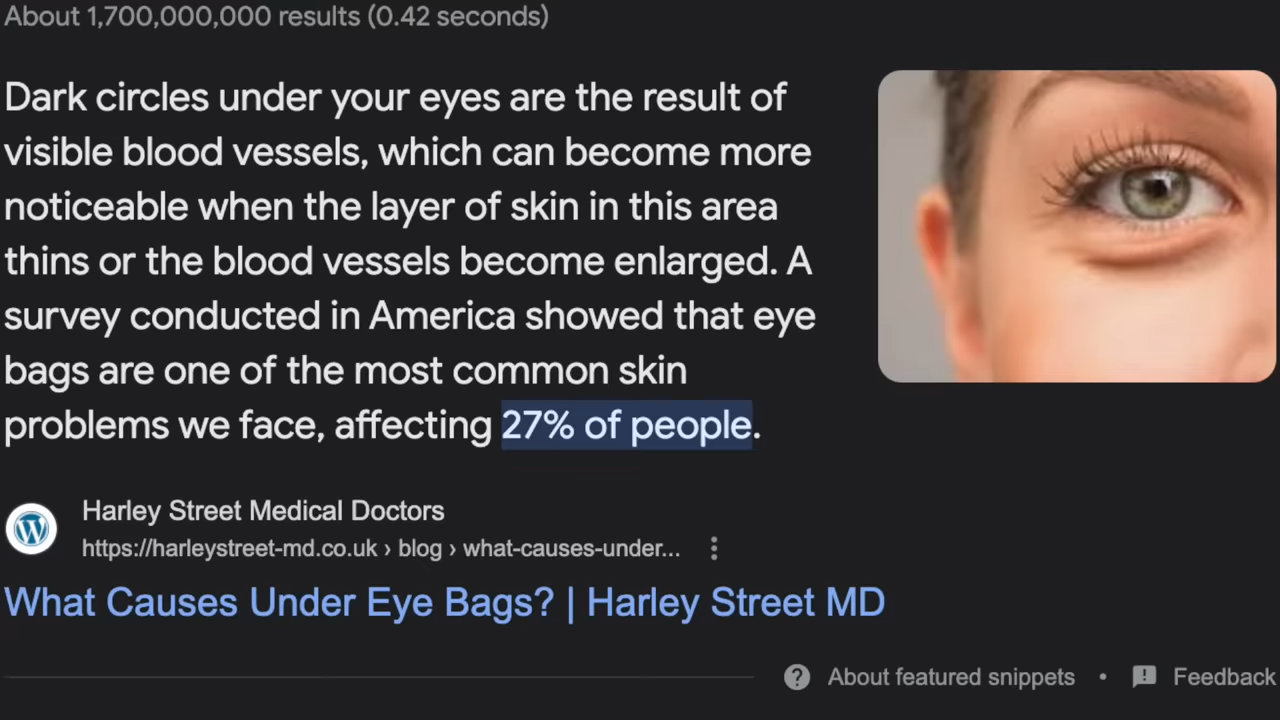 About 1,700,000,000 results (0.42 seconds)
Dark circles under your eyes are the result of
visible blood vessels, which can become more
noticeable when the layer of skin in this area
thins or the blood vessels become enlarged. A
survey conducted in America showed that eye
bags are one of the most common skin
problems we face, affecting 27% of people.
Harley Street Medical Doctors
https://harleystreet-md.co.uk › blog › what-causes-under...
What Causes Under Eye Bags? | Harley Street MD
About featured snippets • Feedback